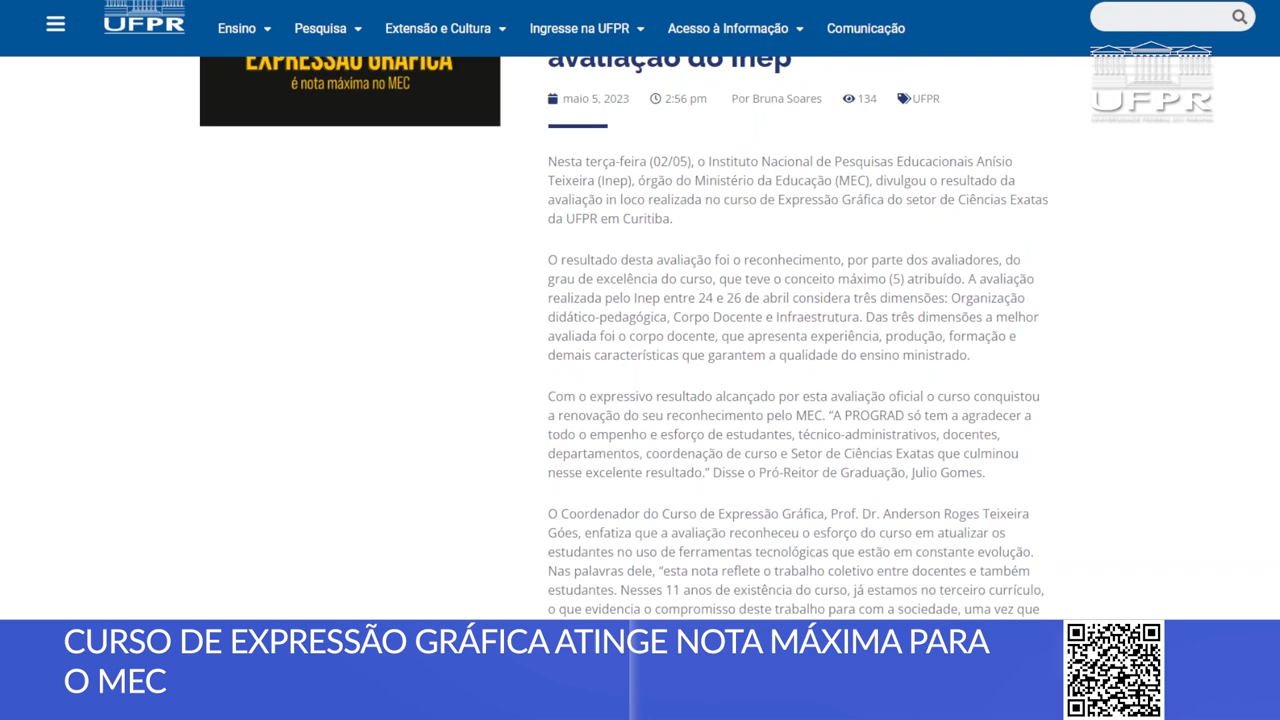 UFPR
Ensino
Pesquisa
Extensão e Cultura
Ingresse na UFPR
Acesso à Informação
Comunicação
EXPRESSÃO GRÁFICA
é nota máxima no MEC
avaliação do Inep
maio 5, 2023 2:56 pm Por Bruna Soares 134 UFPR
UFPR
UNIVERSIDADE FEDERAL DO PARANÁ
Nesta terça-feira (02/05), o Instituto Nacional de Pesquisas Educacionais Anísio
Teixeira (Inep), órgão do Ministério da Educação (MEC), divulgou o resultado da
avaliação in loco realizada no curso de Expressão Gráfica do setor de Ciências Exatas
da UFPR em Curitiba.
O resultado desta avaliação foi o reconhecimento, por parte dos avaliadores, do
grau de excelência do curso, que teve o conceito máximo (5) atribuído. A avaliação
realizada pelo Inep entre 24 e 26 de abril considera três dimensões: Organização
didático-pedagógica, Corpo Docente e Infraestrutura. Das três dimensões a melhor
avaliada foi o corpo docente, que apresenta experiência, produção, formação e
demais características que garantem a qualidade do ensino ministrado.
Com o expressivo resultado alcançado por esta avaliação oficial o curso conquistou
a renovação do seu reconhecimento pelo MEC. “A PROGRAD só tem a agradecer a
todo o empenho e esforço de estudantes, técnico-administrativos, docentes,
departamentos, coordenação de curso e Setor de Ciências Exatas que culminou
nesse excelente resultado.” Disse o Pró-Reitor de Graduação, Julio Gomes.
O Coordenador do Curso de Expressão Gráfica, Prof. Dr. Anderson Roges Teixeira
Góes, enfatiza que a avaliação reconheceu o esforço do curso em atualizar os
estudantes no uso de ferramentas tecnológicas que estão em constante evolução.
Nas palavras dele, “esta nota reflete o trabalho coletivo entre docentes e também
estudantes. Nesses 11 anos de existência do curso, já estamos no terceiro currículo,
o que evidencia o compromisso deste trabalho para com a sociedade, uma vez que
CURSO DE EXPRESSÃO GRÁFICA ATINGE NOTA MÁXIMA PARA
O MEC